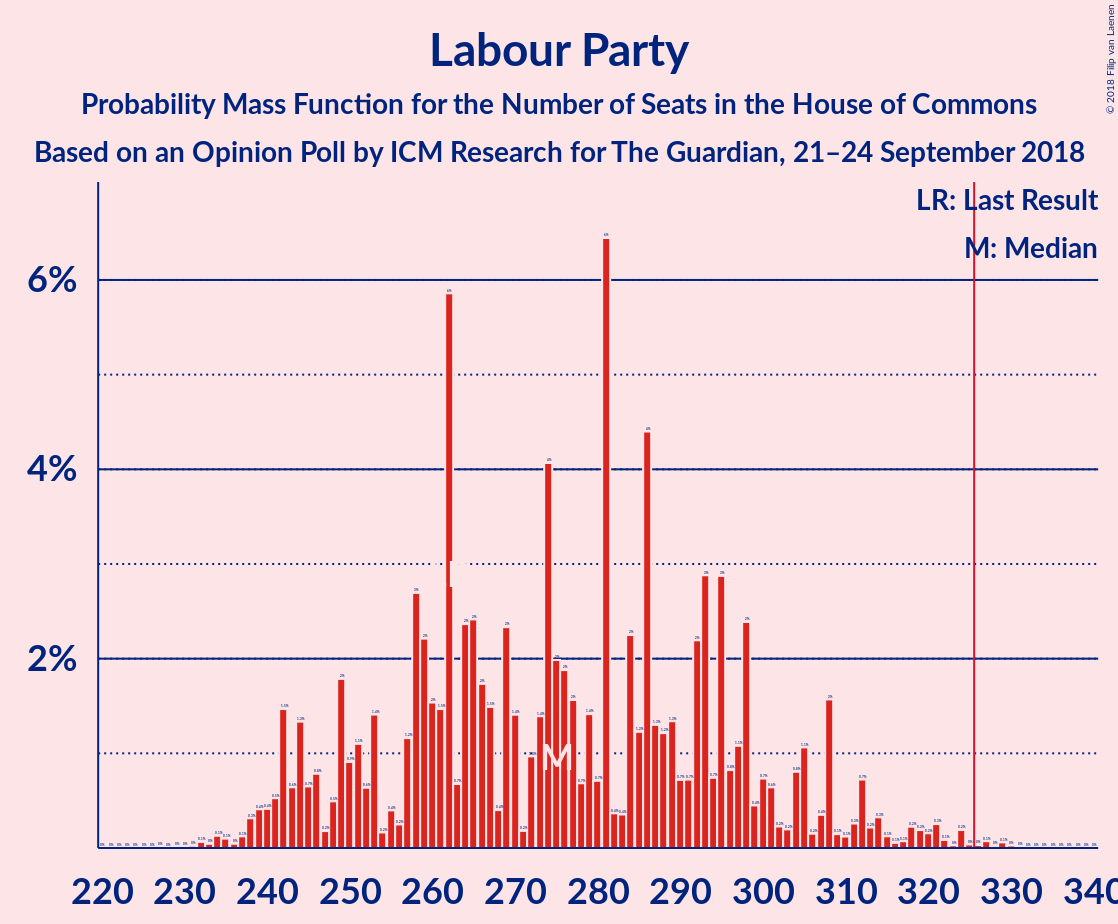 Labour Party
Probability Mass Function for the Number of Seats in the House of Commons
Based on an Opinion Poll by ICM Research for The Guardian, 21–24 September 2018
© 2018 Filip van Laenen
LR: Last Result
M: Median
6%
4%
2%
M
220 230 240 250 260 270 280 290 300 310 320 330 340